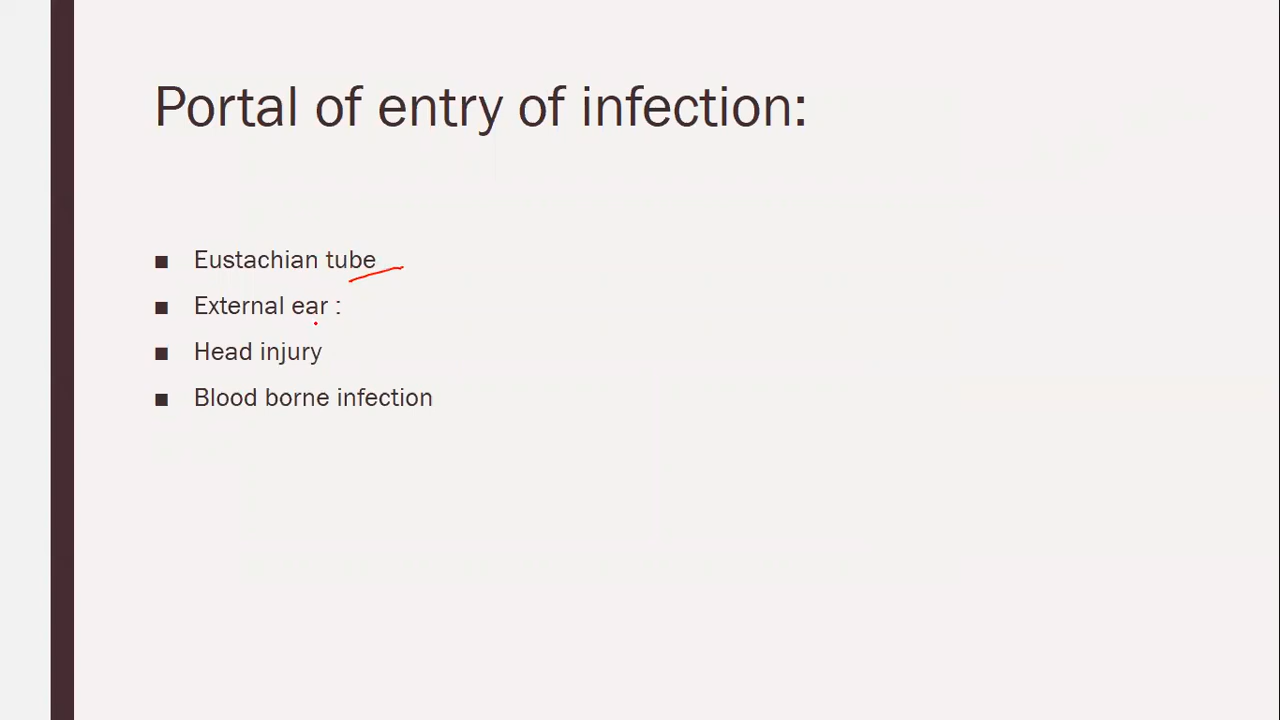 Portal of entry of infection:
■ Eustachian tube
■ External ear :
■ Head injury
■ Blood borne infection